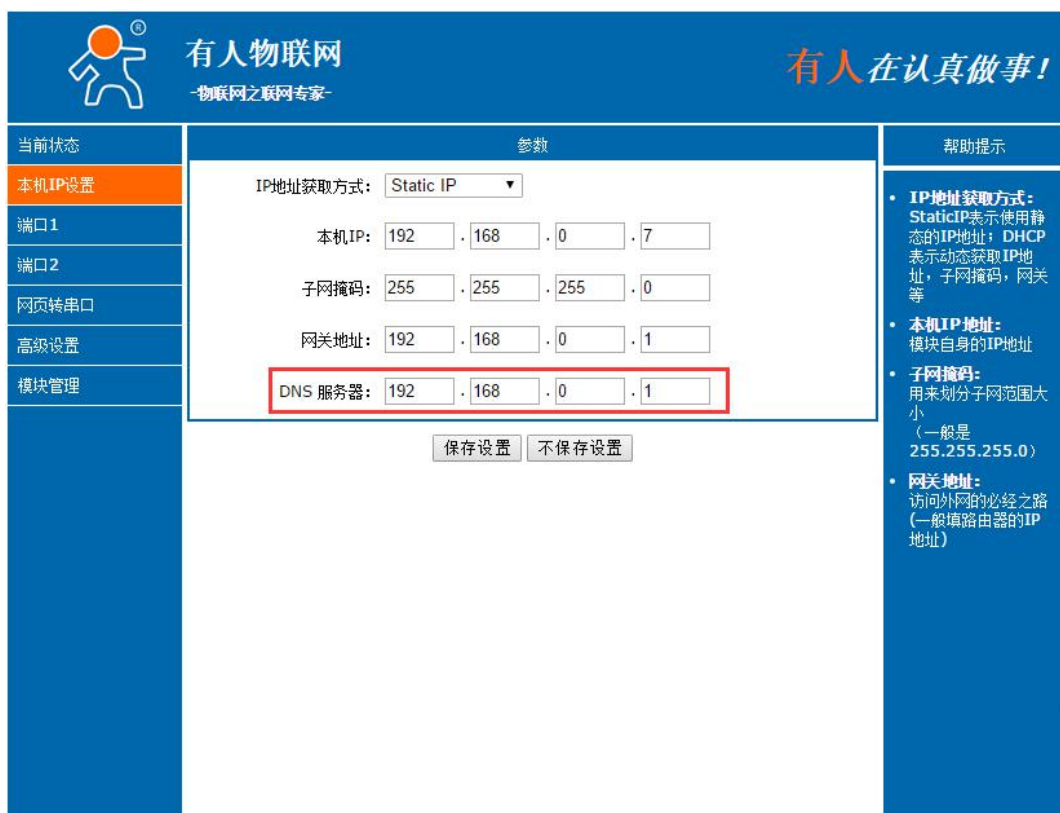 ®
有人物联网
-物联网之联网专家-
有人在认真做事!
当前状态
本机IP设置
端口1
端口2
网页转串口
高级设置
模块管理
参数
IP地址获取方式: Static IP ▼
本机IP: 192 . 168 . 0 . 7
子网掩码: 255 . 255 . 255 . 0
网关地址: 192 . 168 . 0 . 1
DNS 服务器: 192 . 168 . 0 . 1
保存设置 不保存设置
帮助提示
• IP地址获取方式:
StaticIP表示使用静
态的IP地址; DHCP
表示动态获取IP地
址，子网掩码，网关
等
• 本机IP地址:
模块自身的IP地址
• 子网掩码:
用来划分子网范围大
小
（一般是
255.255.255.0）
• 网关地址:
访问外网的必经之路
(一般填路由器的IP
地址)